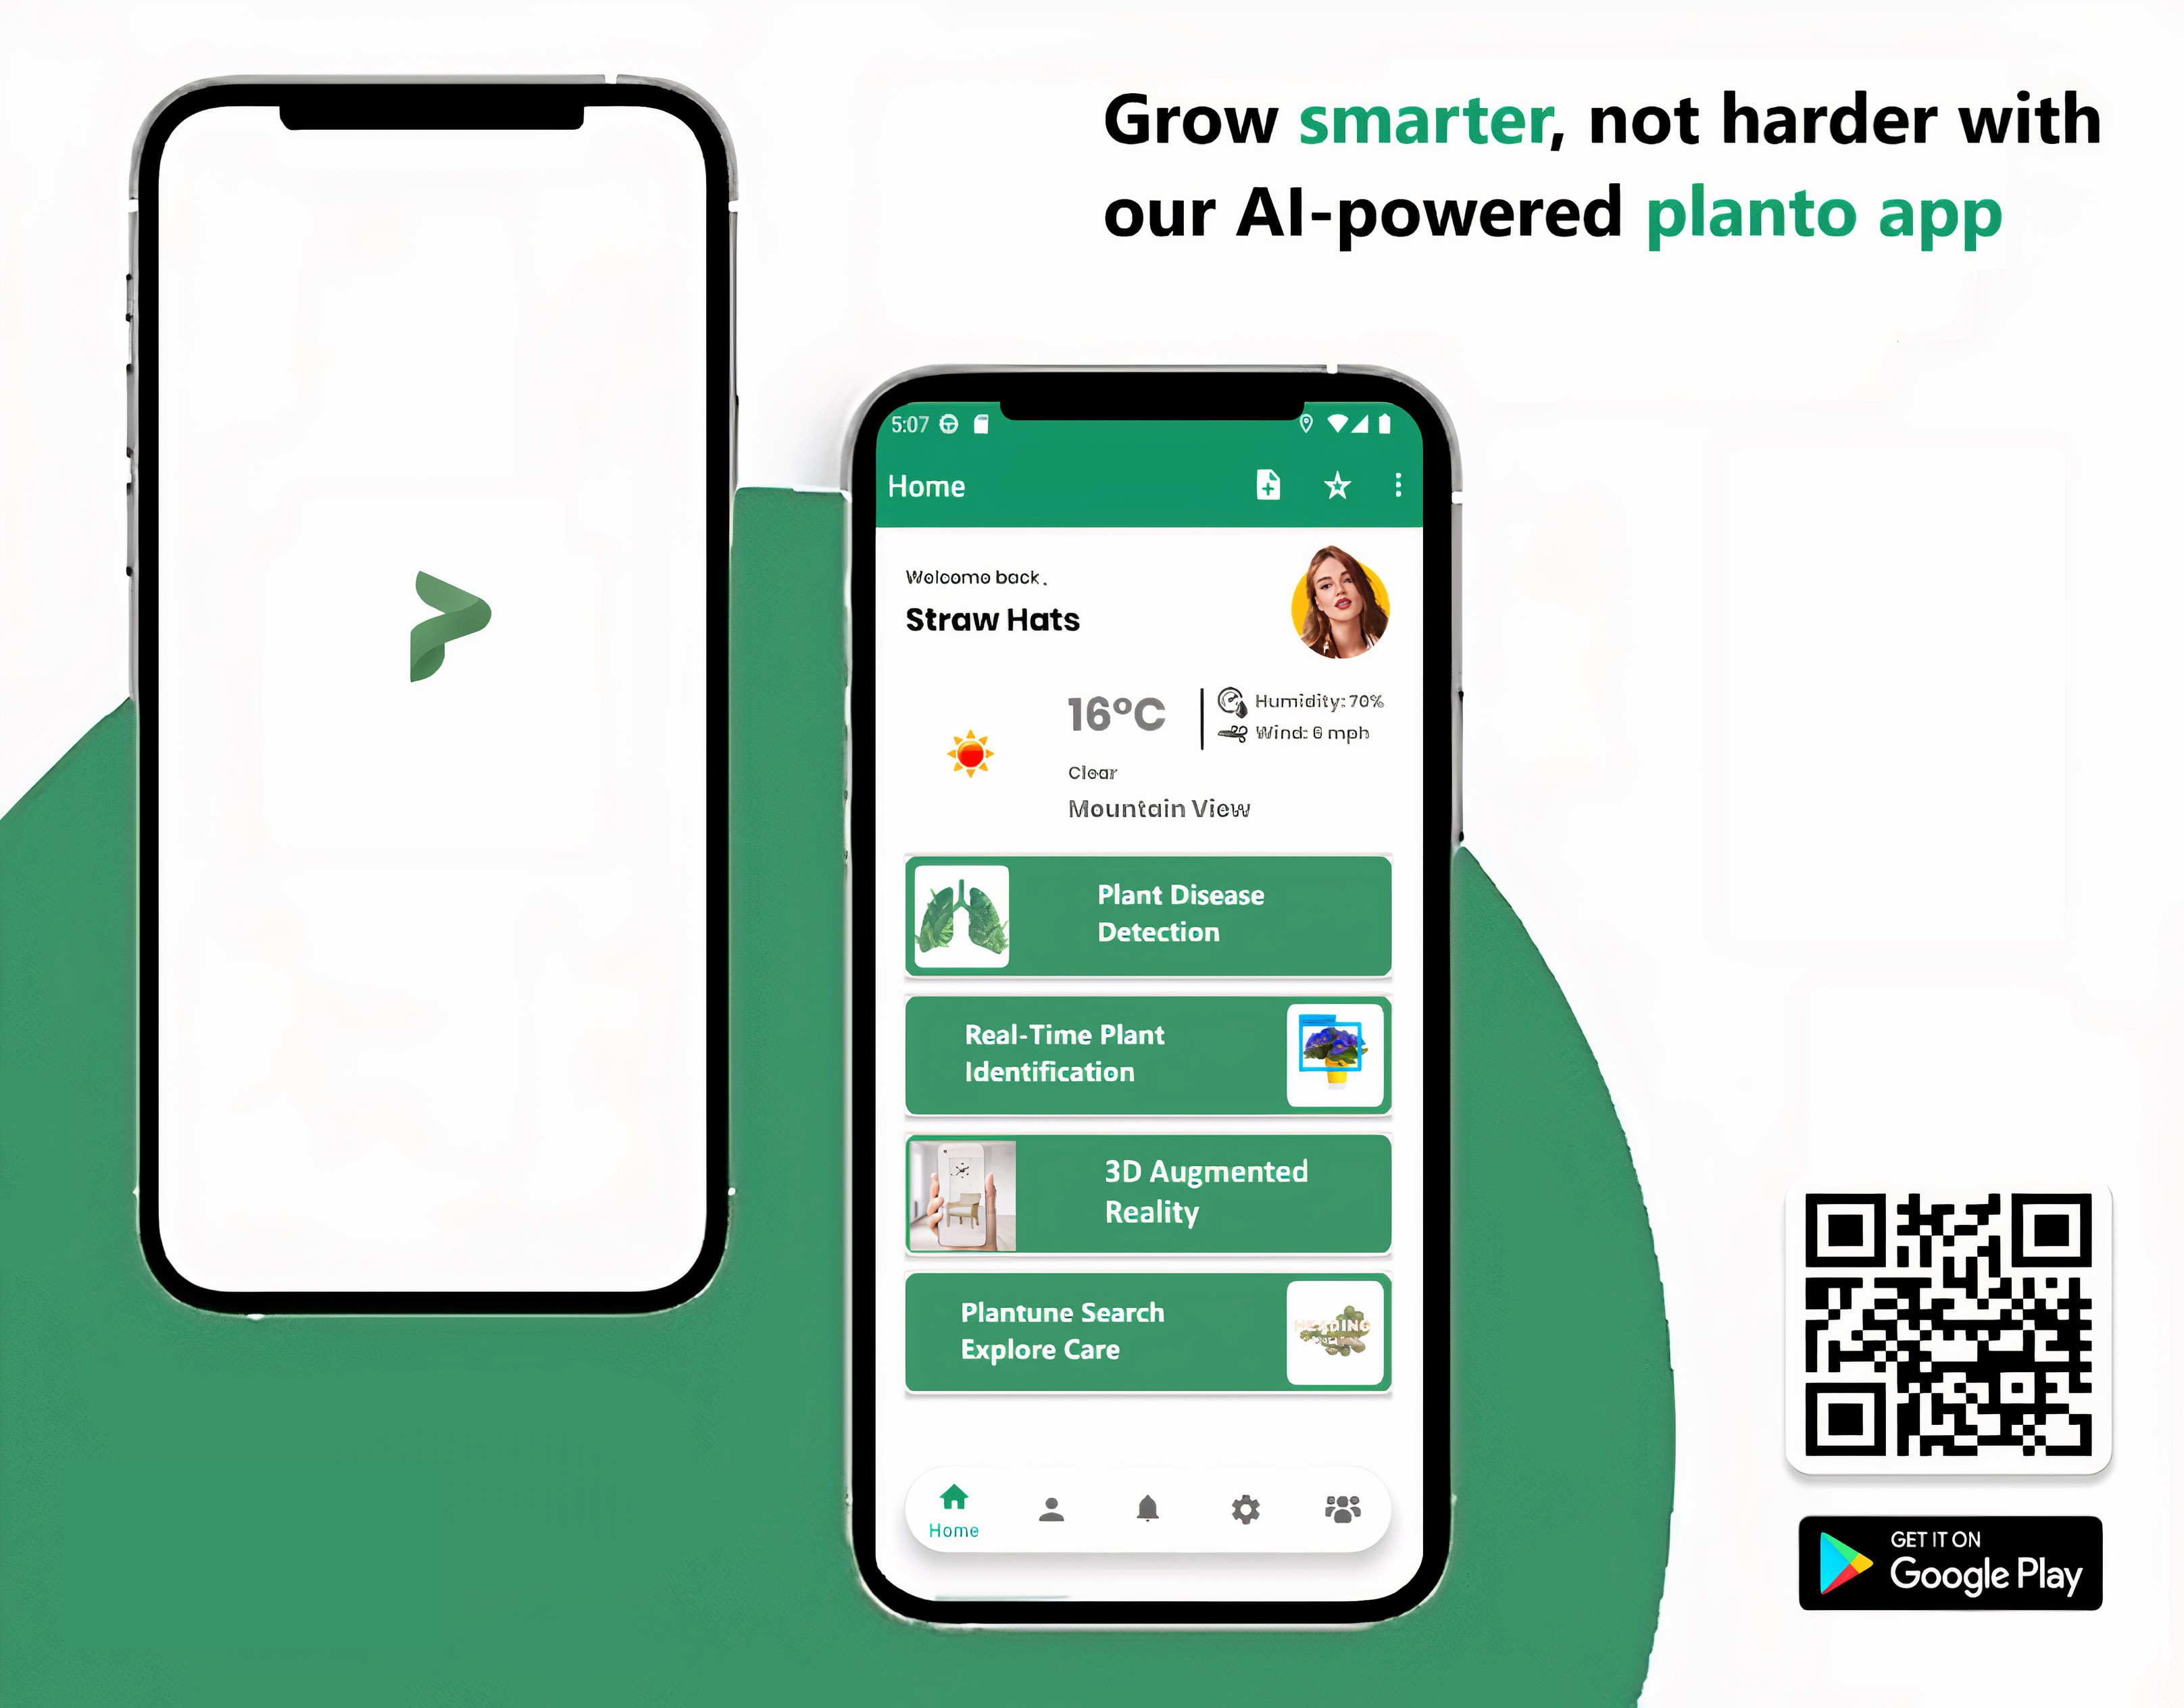 Grow smarter, not harder with
our AI-powered planto app
5:07
Home
Welcome back,
Straw Hats
16°C
Humidity: 70%
Wind: 6 mph
Clear
Mountain View
Plant Disease
Detection
Real-Time Plant
Identification
3D Augmented
Reality
Plantune Search
Explore Care
HEADING
Home
GET IT ON
Google Play